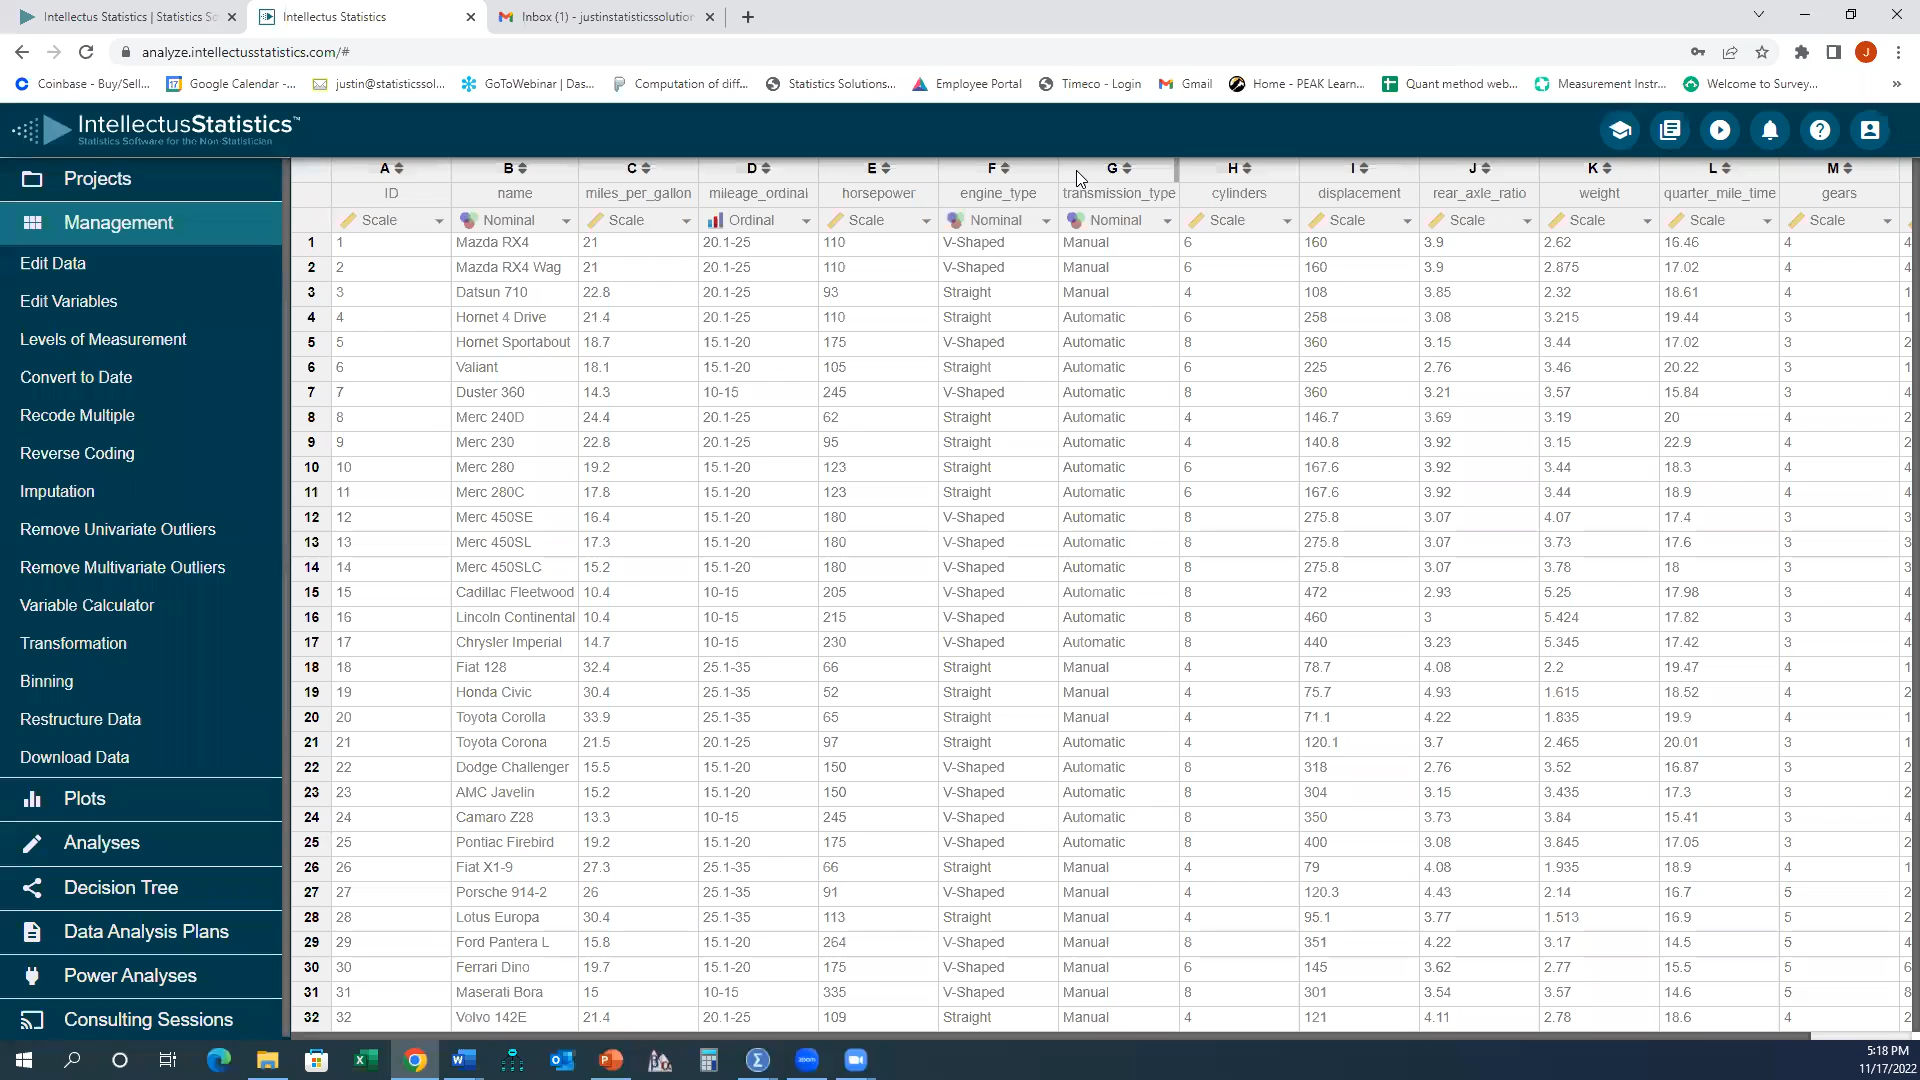 Intellectus Statistics | Statistics So
Intellectus Statistics
Inbox (1) - justinstatisticssolution
analyze.intellectusstatistics.com/#
J
Coinbase - Buy/Sell...
Google Calendar -...
justin@statisticssol...
GoToWebinar | Das...
Computation of diff...
Statistics Solutions...
Employee Portal
Timeco - Login
Gmail
Home - PEAK Learn...
Quant method web...
Measurement Instr...
Welcome to Survey...
IntellectusStatistics™
Statistics Software for the Non-Statistician
Projects
Management
Edit Data
Edit Variables
Levels of Measurement
Convert to Date
Recode Multiple
Reverse Coding
Imputation
Remove Univariate Outliers
Remove Multivariate Outliers
Variable Calculator
Transformation
Binning
Restructure Data
Download Data
Plots
Analyses
Decision Tree
Data Analysis Plans
Power Analyses
Consulting Sessions
A B C D E F G H I J K L M
ID name miles_per_gallon mileage_ordinal horsepower engine_type transmission_type cylinders displacement rear_axle_ratio weight quarter_mile_time gears
Scale Nominal Scale Ordinal Scale Nominal Nominal Scale Scale Scale Scale Scale Scale
1 1 Mazda RX4 21 20.1-25 110 V-Shaped Manual 6 160 3.9 2.62 16.46 4 4
2 2 Mazda RX4 Wag 21 20.1-25 110 V-Shaped Manual 6 160 3.9 2.875 17.02 4 4
3 3 Datsun 710 22.8 20.1-25 93 Straight Manual 4 108 3.85 2.32 18.61 4 1
4 4 Hornet 4 Drive 21.4 20.1-25 110 Straight Automatic 6 258 3.08 3.215 19.44 3 1
5 5 Hornet Sportabout 18.7 15.1-20 175 V-Shaped Automatic 8 360 3.15 3.44 17.02 3 2
6 6 Valiant 18.1 15.1-20 105 Straight Automatic 6 225 2.76 3.46 20.22 3 1
7 7 Duster 360 14.3 10-15 245 V-Shaped Automatic 8 360 3.21 3.57 15.84 3 4
8 8 Merc 240D 24.4 20.1-25 62 Straight Automatic 4 146.7 3.69 3.19 20 4 2
9 9 Merc 230 22.8 20.1-25 95 Straight Automatic 4 140.8 3.92 3.15 22.9 4 2
10 10 Merc 280 19.2 15.1-20 123 Straight Automatic 6 167.6 3.92 3.44 18.3 4 4
11 11 Merc 280C 17.8 15.1-20 123 Straight Automatic 6 167.6 3.92 3.44 18.9 4 4
12 12 Merc 450SE 16.4 15.1-20 180 V-Shaped Automatic 8 275.8 3.07 4.07 17.4 3 3
13 13 Merc 450SL 17.3 15.1-20 180 V-Shaped Automatic 8 275.8 3.07 3.73 17.6 3 3
14 14 Merc 450SLC 15.2 15.1-20 180 V-Shaped Automatic 8 275.8 3.07 3.78 18 3 3
15 15 Cadillac Fleetwood 10.4 10-15 205 V-Shaped Automatic 8 472 2.93 5.25 17.98 3 4
16 16 Lincoln Continental 10.4 10-15 215 V-Shaped Automatic 8 460 3 5.424 17.82 3 4
17 17 Chrysler Imperial 14.7 10-15 230 V-Shaped Automatic 8 440 3.23 5.345 17.42 3 4
18 18 Fiat 128 32.4 25.1-35 66 Straight Manual 4 78.7 4.08 2.2 19.47 4 1
19 19 Honda Civic 30.4 25.1-35 52 Straight Manual 4 75.7 4.93 1.615 18.52 4 2
20 20 Toyota Corolla 33.9 25.1-35 65 Straight Manual 4 71.1 4.22 1.835 19.9 4 1
21 21 Toyota Corona 21.5 20.1-25 97 Straight Automatic 4 120.1 3.7 2.465 20.01 3 1
22 22 Dodge Challenger 15.5 15.1-20 150 V-Shaped Automatic 8 318 2.76 3.52 16.87 3 2
23 23 AMC Javelin 15.2 15.1-20 150 V-Shaped Automatic 8 304 3.15 3.435 17.3 3 2
24 24 Camaro Z28 13.3 10-15 245 V-Shaped Automatic 8 350 3.73 3.84 15.41 3 4
25 25 Pontiac Firebird 19.2 15.1-20 175 V-Shaped Automatic 8 400 3.08 3.845 17.05 3 2
26 26 Fiat X1-9 27.3 25.1-35 66 Straight Manual 4 79 4.08 1.935 18.9 4 1
27 27 Porsche 914-2 26 25.1-35 91 V-Shaped Manual 4 120.3 4.43 2.14 16.7 5 2
28 28 Lotus Europa 30.4 25.1-35 113 Straight Manual 4 95.1 3.77 1.513 16.9 5 2
29 29 Ford Pantera L 15.8 15.1-20 264 V-Shaped Manual 8 351 4.22 3.17 14.5 5 4
30 30 Ferrari Dino 19.7 15.1-20 175 V-Shaped Manual 6 145 3.62 2.77 15.5 5 6
31 31 Maserati Bora 15 10-15 335 V-Shaped Manual 8 301 3.54 3.57 14.6 5 8
32 32 Volvo 142E 21.4 20.1-25 109 Straight Manual 4 121 4.11 2.78 18.6 4 2
5:18 PM
11/17/2022